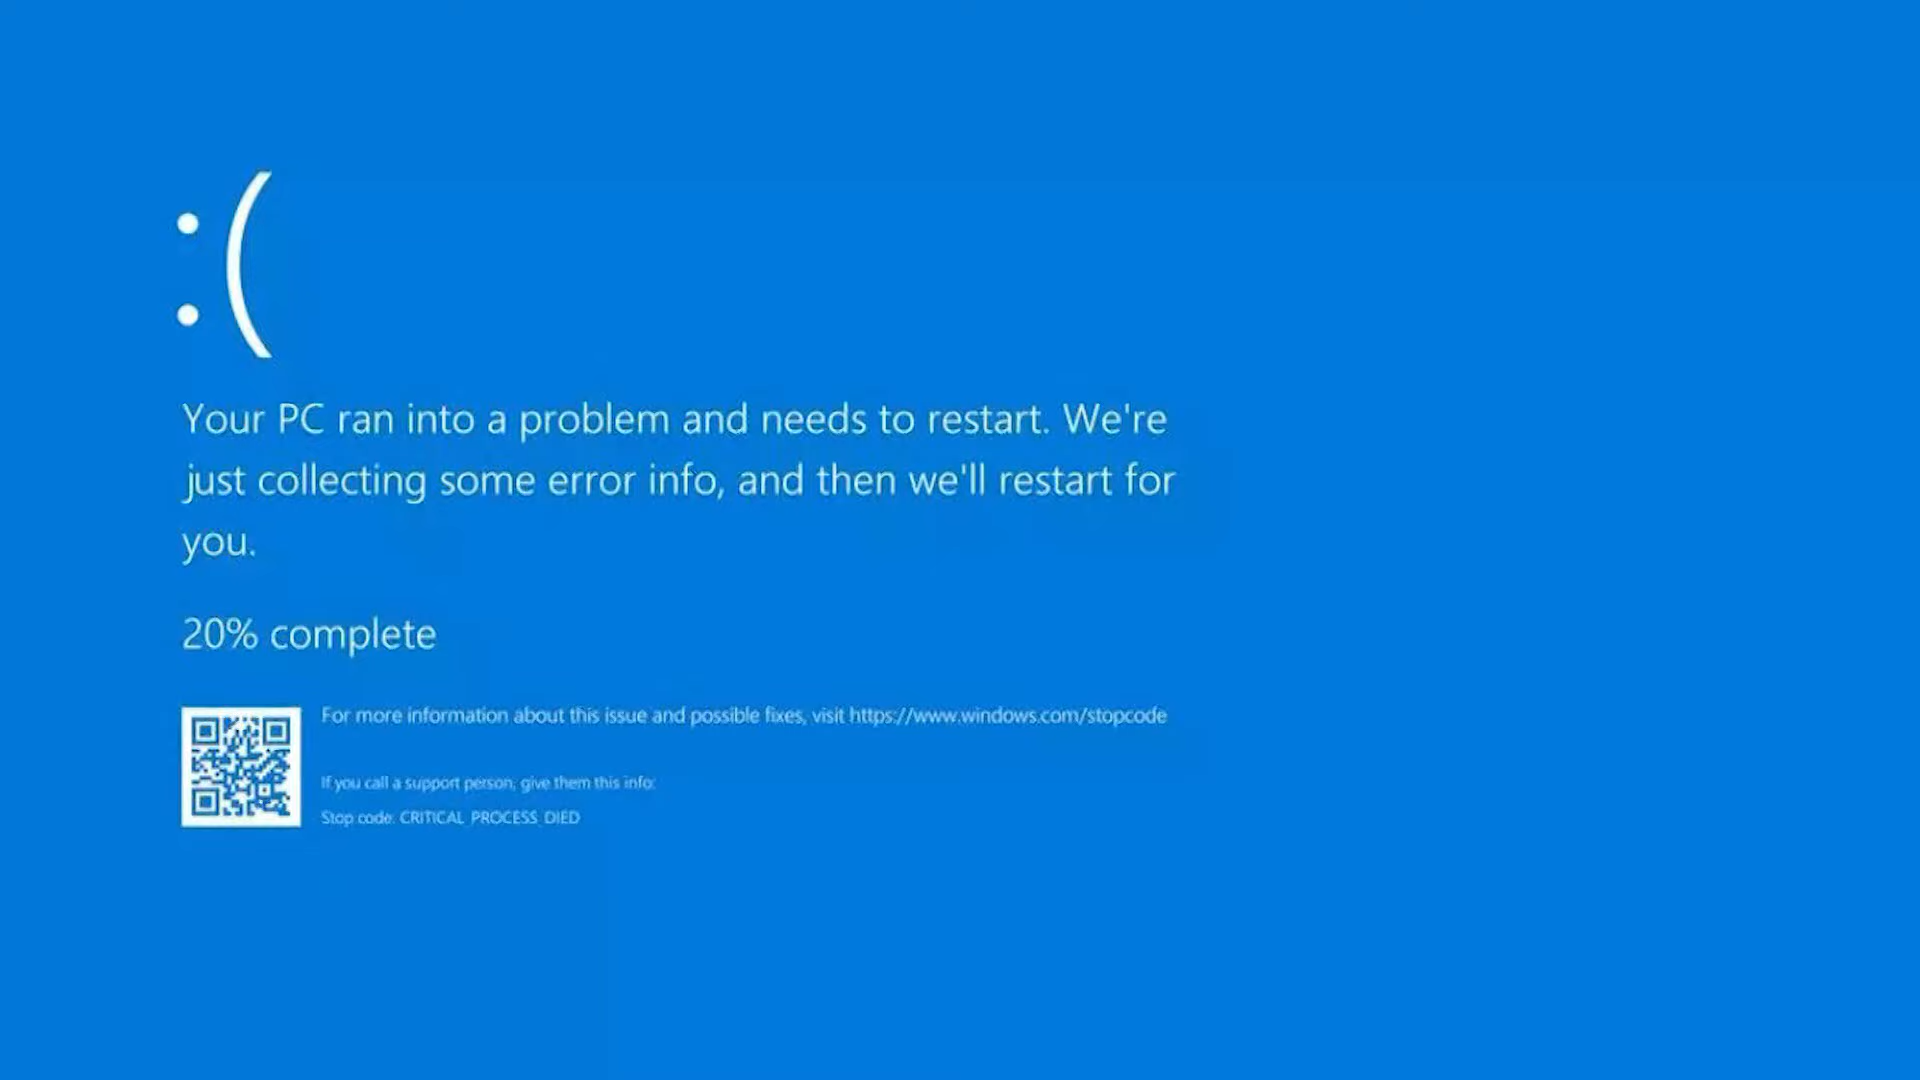 :(
Your PC ran into a problem and needs to restart. We're
just collecting some error info, and then we'll restart for
you.
20% complete
For more information about this issue and possible fixes, visit https://www.windows.com/stopcode
If you call a support person, give them this info:
Stop code: CRITICAL_PROCESS_DIED